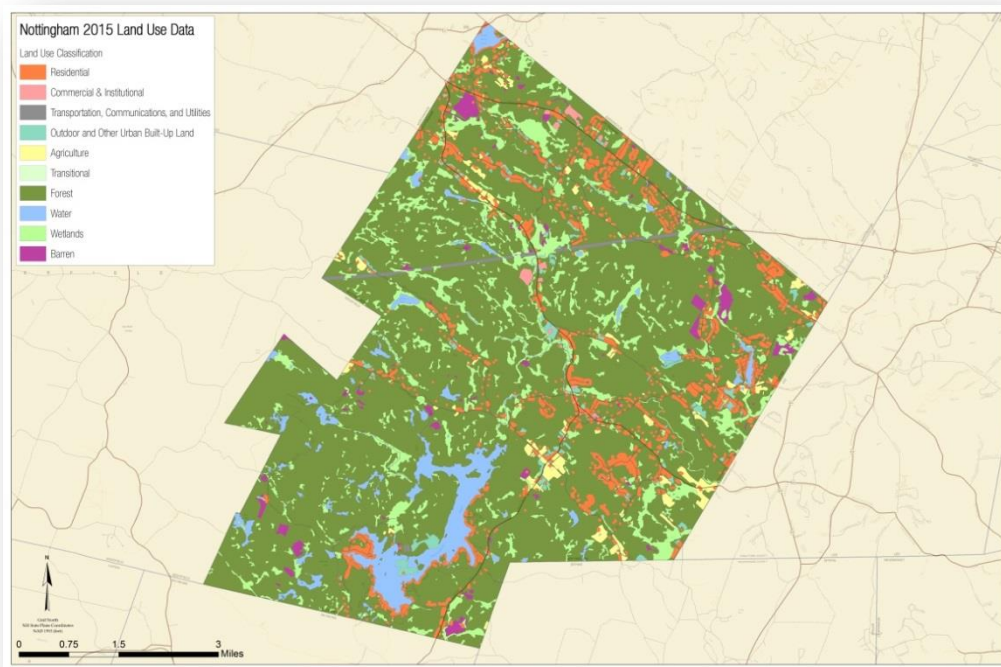 Nottingham 2015 Land Use Data
Land Use Classification
Residential
Commercial & Institutional
Transportation, Communications, and Utilities
Outdoor and Other Urban Built-Up Land
Agriculture
Transitional
Forest
Water
Wetlands
Barren
N
0 0.75 1.5 3
Miles